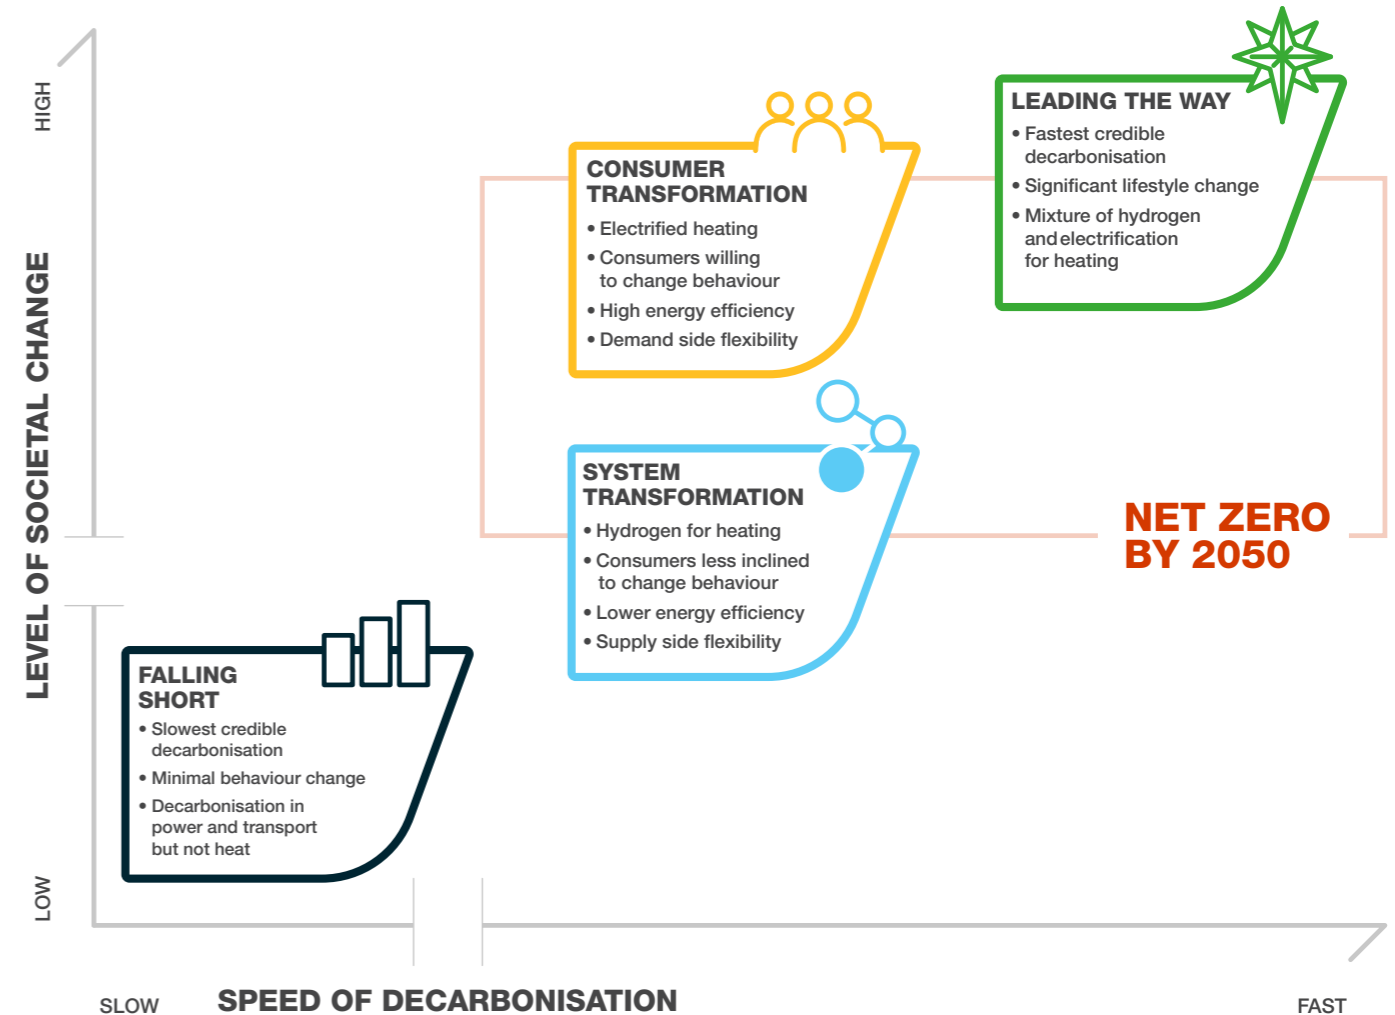 HIGH
LEVEL OF SOCIETAL CHANGE
LOW
LEADING THE WAY
• Fastest credible
decarbonisation
• Significant lifestyle change
• Mixture of hydrogen
and electrification
for heating
CONSUMER
TRANSFORMATION
• Electrified heating
• Consumers willing
to change behaviour
• High energy efficiency
• Demand side flexibility
SYSTEM
TRANSFORMATION
• Hydrogen for heating
• Consumers less inclined
to change behaviour
• Lower energy efficiency
• Supply side flexibility
NET ZERO
BY 2050
FALLING
SHORT
• Slowest credible
decarbonisation
• Minimal behaviour change
• Decarbonisation in
power and transport
but not heat
SLOW
SPEED OF DECARBONISATION
FAST